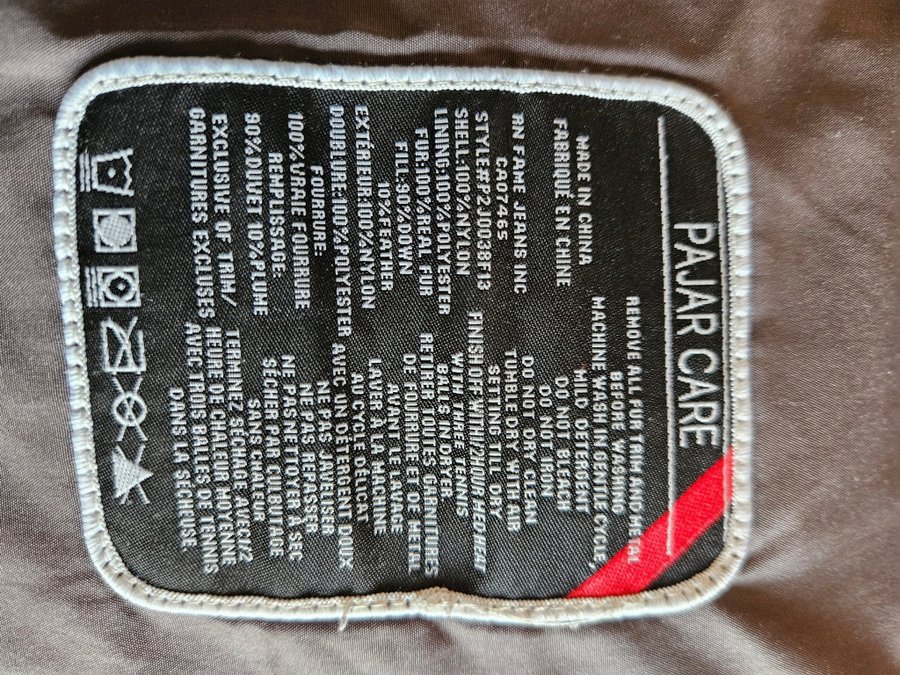 PAJAR CARE
MADE IN CHINA
FABRIQUÉ EN CHINE
RN FAME JEANS INC
CA07465
STYLE#P2JD038F13
SHELL:100%NYLON
LINING:100%POLYESTER
FUR:100%REAL FUR
FILL:90%DOWN
10%FEATHER
EXTÉRIEUR:100%NYLON
DOUBLURE:100%POLYESTER
FOURRURE:
100%VRAIE FOURRURE
REMPLISSAGE:
90%DUVET 10%PLUME
EXCLUSIVE OF TRIM/
GARNITURES EXCLUSES
REMOVE ALL FUR TRIM AND METAL
BEFORE WASHING
MACHINE WASH IN GENTLE CYCLE,
MILD DETERGENT
DO NOT BLEACH
DO NOT IRON
DO NOT DRY CLEAN
TUMBLE DRY WITH AIR
SETTING TILL DRY
FINISH OFF WITH 1/2 HOUR MED HEAT
WITH THREE TENNIS
BALLS IN DRYER.
RETIRER TOUTES GARNITURES
DE FOURRURE ET DE METAL
AVANT LE LAVAGE
LAVER À LA MACHINE
AU CYCLE DÉLICAT
AVEC UN DÉTERGENT DOUX
NE PAS JAVELISER
NE PAS REPASSER
NE PAS NETTOYER À SEC
SÉCHER PAR CULBUTAGE
SANS CHALEUR
TERMINEZ SÉCHAGE AVEC 1/2
HEURE DE CHALEUR MOYENNE
AVEC TROIS BALLES DE TENNIS
DANS LA SÉCHEUSE.